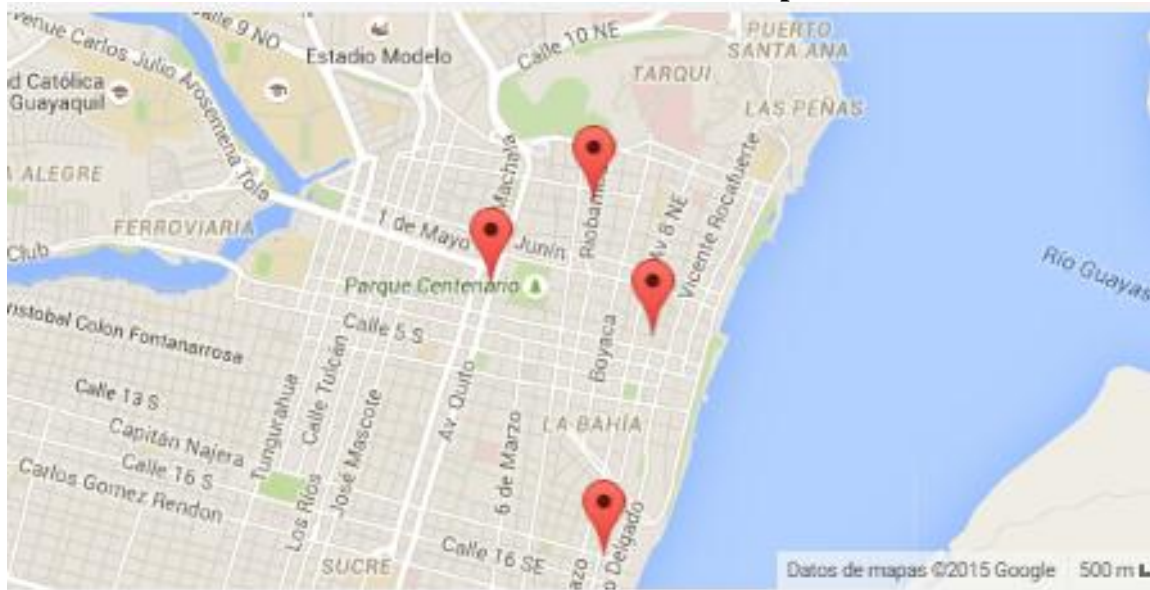 Calle 9 NO
Estadio Modelo
Calle 10 NE
PUERTO
SANTA ANA
TARQUI
LAS PEÑAS
venue Carlos Julio Arosemena Tola
d Católica
Guayaquil
ALEGRE
FERROVIARIA
Club
Machala
1 de Mayo
Junín
Riobamba
Av 8 NE
Vicente Rocafuerte
Río Guayas
Parque Centenario
Calle 5 S
istobal Colon Fontanarrosa
Boyaca
Calle 13 S
Capitán Najera
Calle 16 S
Carlos Gomez Rendon
Tungurahua
Calle Tulcán
José Mascote
Los Ríos
Av. Quito
6 de Marzo
LA BAHÍA
SUCRE
Calle 16 SE
azo
o Delgado
Datos de mapas ©2015 Google
500 m